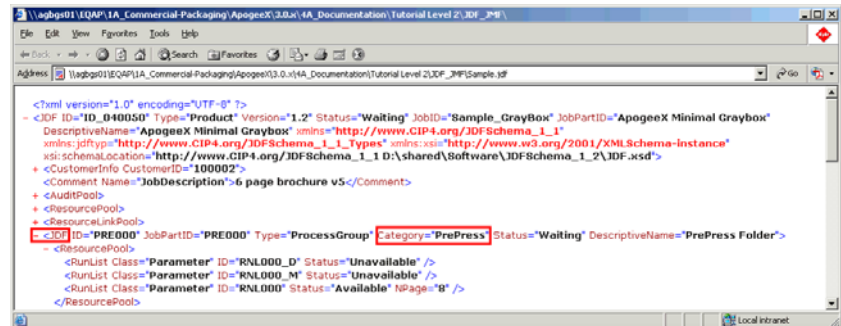 \\agbgs01\EQAP\1A_Commercial-Packaging\ApogeeX\3.0.x\4A_Documentation\Tutorial Level 2\JDF_JMF\
File Edit View Favorites Tools Help
Back Search Favorites
Address \\agbgs01\EQAP\1A_Commercial-Packaging\ApogeeX\3.0.x\4A_Documentation\Tutorial Level 2\JDF_JMF\Sample.jdf Go
<?xml version="1.0" encoding="UTF-8" ?>
- <JDF ID="ID_040050" Type="Product" Version="1.2" Status="Waiting" JobID="Sample_GrayBox" JobPartID="ApogeeX Minimal Graybox"
DescriptiveName="ApogeeX Minimal Graybox" xmlns="http://www.CIP4.org/JDFSchema_1_1"
xmlns:jdftyp="http://www.CIP4.org/JDFSchema_1_1_Types" xmlns:xsi="http://www.w3.org/2001/XMLSchema-instance"
xsi:schemaLocation="http://www.CIP4.org/JDFSchema_1_1 D:\shared\Software\JDFSchema_1_2\JDF.xsd">
+ <CustomerInfo CustomerID="100002">
<Comment Name="JobDescription">6 page brochure v5</Comment>
+ <AuditPool>
+ <ResourcePool>
+ <ResourceLinkPool>
- <JDF ID="PRE000" JobPartID="PRE000" Type="ProcessGroup" Category="PrePress" Status="Waiting" DescriptiveName="PrePress Folder">
- <ResourcePool>
<RunList Class="Parameter" ID="RNL000_D" Status="Unavailable" />
<RunList Class="Parameter" ID="RNL000_M" Status="Unavailable" />
<RunList Class="Parameter" ID="RNL000" Status="Available" NPage="8" />
</ResourcePool>
Local intranet